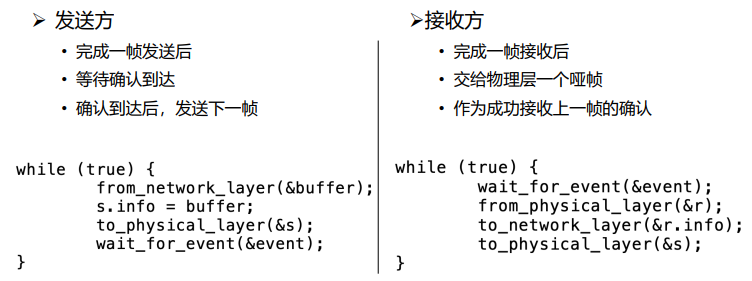 ➢ 发送方
• 完成一帧发送后
• 等待确认到达
• 确认到达后，发送下一帧
while (true) {
        from_network_layer(&buffer);
        s.info = buffer;
        to_physical_layer(&s);
        wait_for_event(&event);
}
➢接收方
• 完成一帧接收后
• 交给物理层一个哑帧
• 作为成功接收上一帧的确认
while (true) {
        wait_for_event(&event);
        from_physical_layer(&r);
        to_network_layer(&r.info);
        to_physical_layer(&s);
}